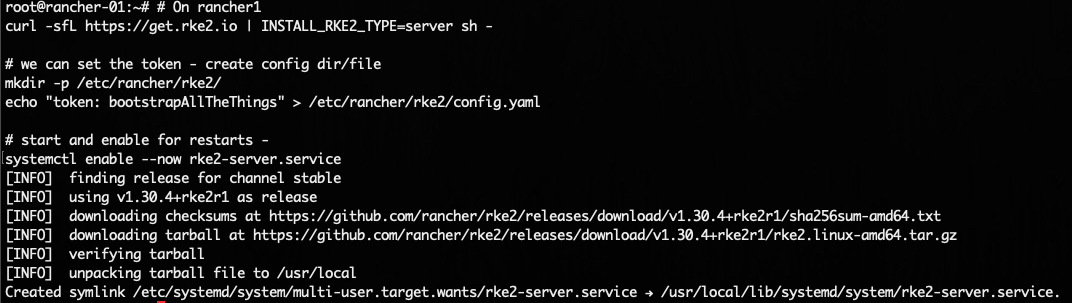 root@rancher-01:~# # On rancher1
curl -sfL https://get.rke2.io | INSTALL_RKE2_TYPE=server sh -
# we can set the token - create config dir/file
mkdir -p /etc/rancher/rke2/
echo "token: bootstrapAllTheThings" > /etc/rancher/rke2/config.yaml
# start and enable for restarts -
systemctl enable --now rke2-server.service
[INFO]  finding release for channel stable
[INFO]  using v1.30.4+rke2r1 as release
[INFO]  downloading checksums at https://github.com/rancher/rke2/releases/download/v1.30.4+rke2r1/sha256sum-amd64.txt
[INFO]  downloading tarball at https://github.com/rancher/rke2/releases/download/v1.30.4+rke2r1/rke2.linux-amd64.tar.gz
[INFO]  verifying tarball
[INFO]  unpacking tarball file to /usr/local
Created symlink /etc/systemd/system/multi-user.target.wants/rke2-server.service → /usr/local/lib/systemd/system/rke2-server.service.